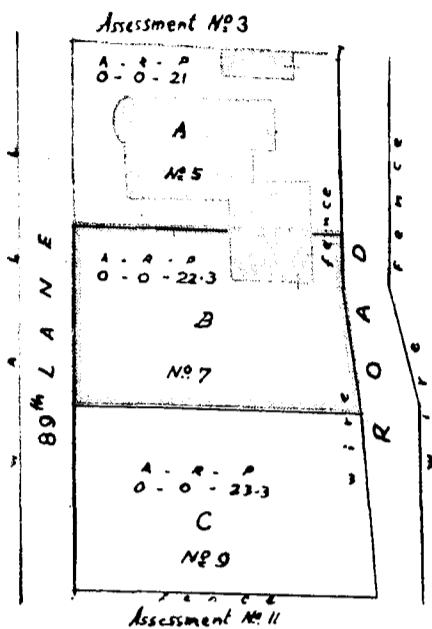 Assessment Nº 3
A - R - P
0 - 0 - 21
A
Nº 5
fence
fence
A - R - P
0 - 0 - 22.3
B
Nº 7
89th LANE
wall
ROAD
wire
wire
A - R - P
0 - 0 - 23.3
C
Nº 9
fence
Assessment Nº 11